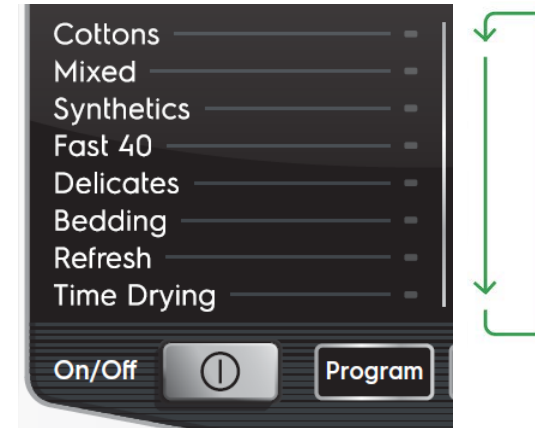 Cottons
Mixed
Synthetics
Fast 40
Delicates
Bedding
Refresh
Time Drying
On/Off Program